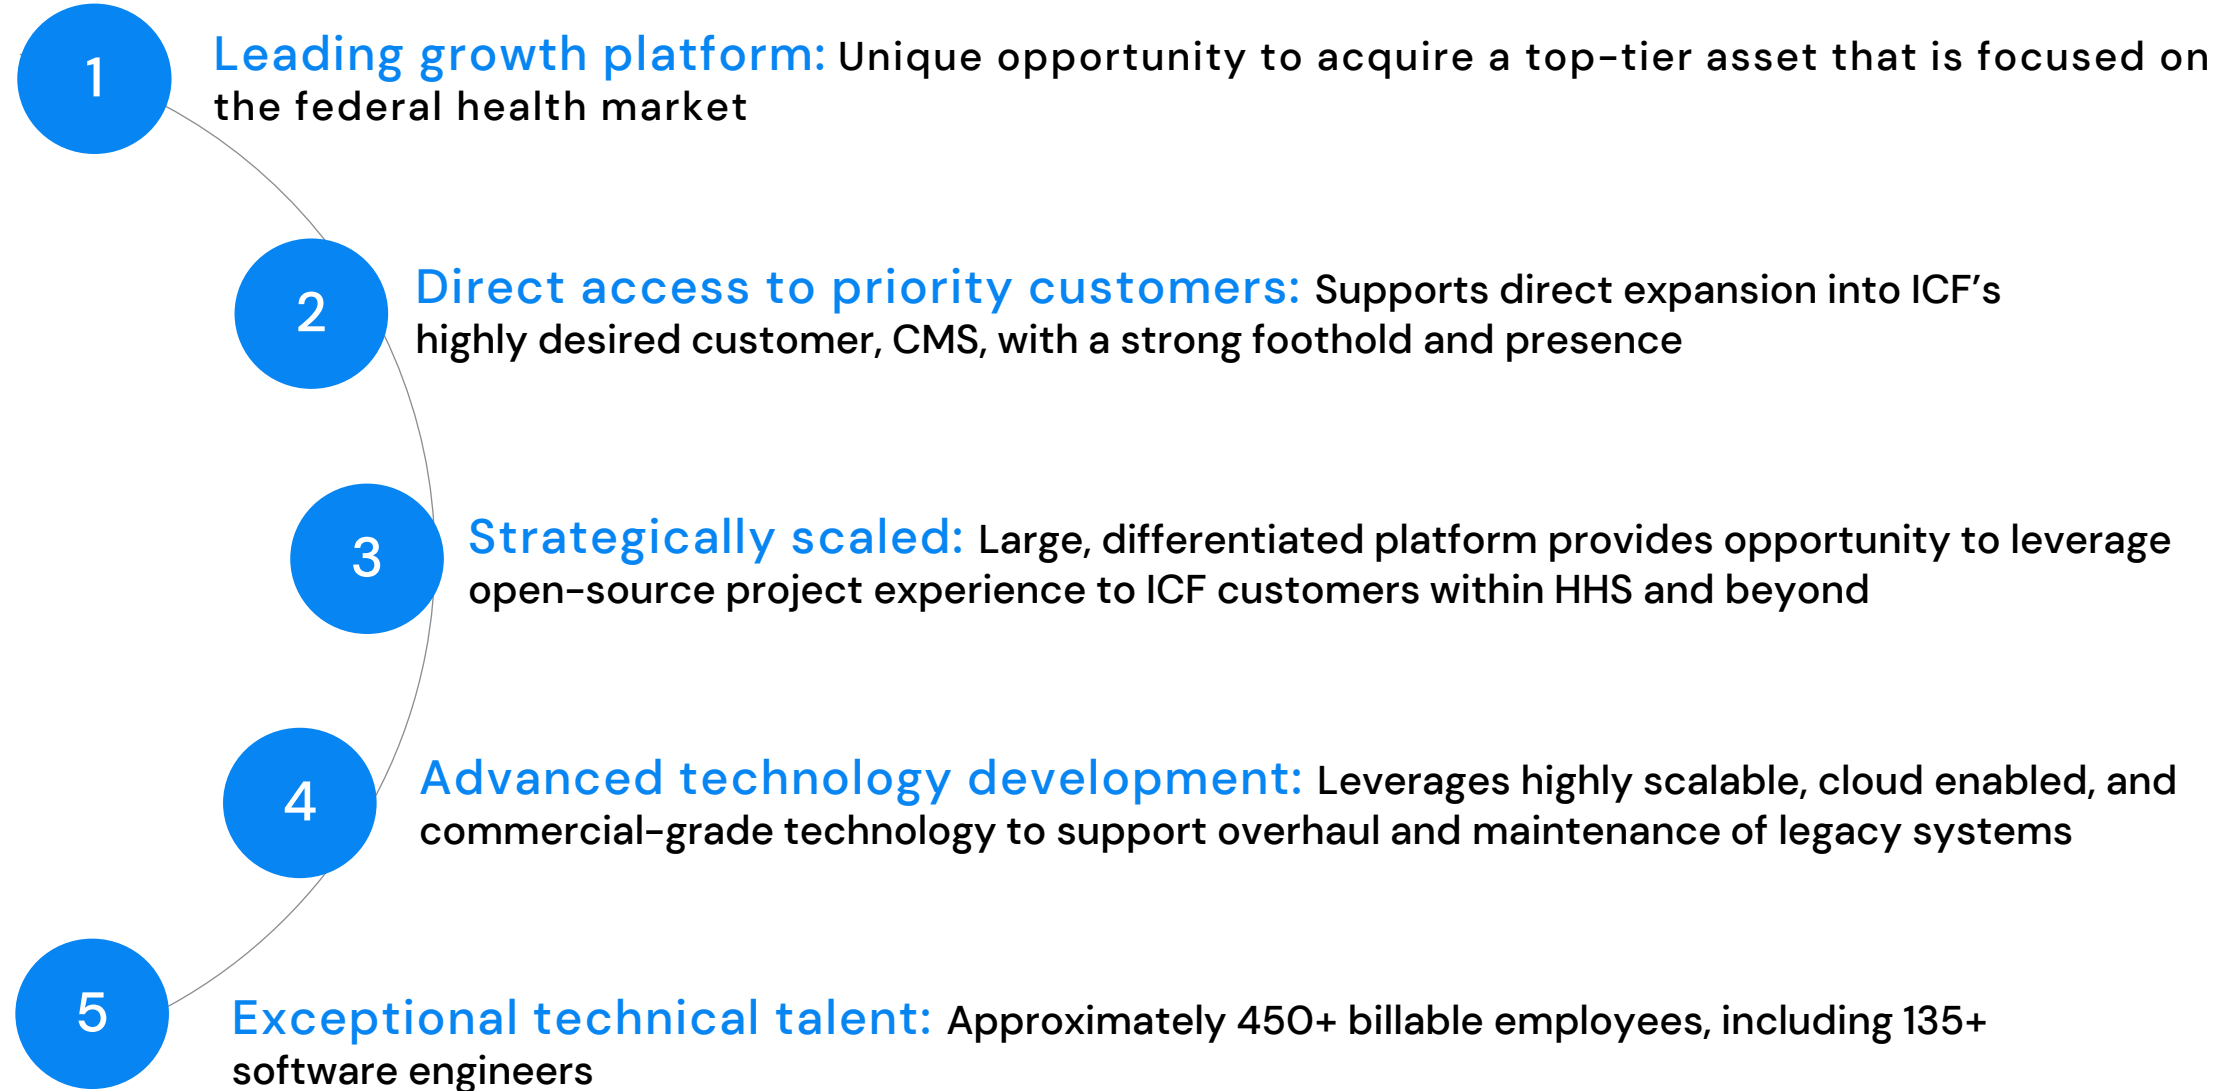 1
Leading growth platform: Unique opportunity to acquire a top-tier asset that is focused on
the federal health market
2
Direct access to priority customers: Supports direct expansion into ICF’s
highly desired customer, CMS, with a strong foothold and presence
3
Strategically scaled: Large, differentiated platform provides opportunity to leverage
open-source project experience to ICF customers within HHS and beyond
4
Advanced technology development: Leverages highly scalable, cloud enabled, and
commercial-grade technology to support overhaul and maintenance of legacy systems
5
Exceptional technical talent: Approximately 450+ billable employees, including 135+
software engineers